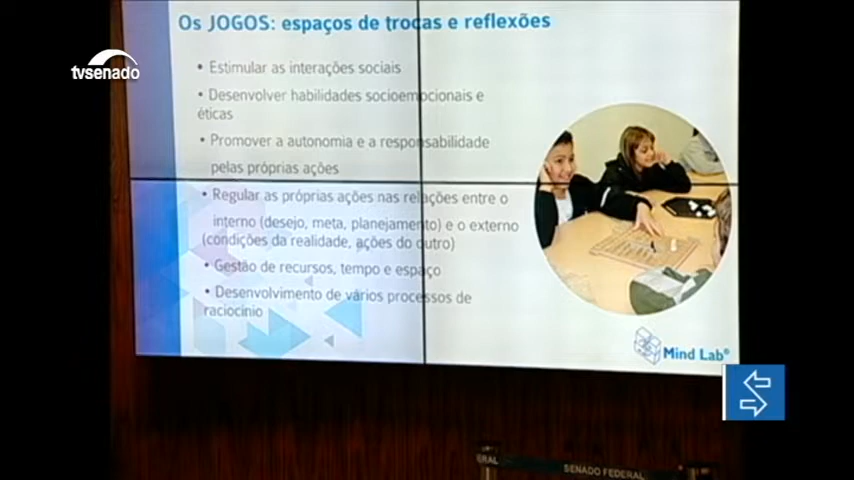 Os JOGOS: espaços de trocas e reflexões
tvsenado
• Estimular as interações sociais
• Desenvolver habilidades socioemocionais e
éticas
• Promover a autonomia e a responsabilidade
pelas próprias ações
• Regular as próprias ações nas relações entre o
interno (desejo, meta, planejamento) e o externo
(condições da realidade, ações do outro)
• Gestão de recursos, tempo e espaço
• Desenvolvimento de vários processos de
raciocínio
Mind Lab®
ERAL
SENADO FEDERAL